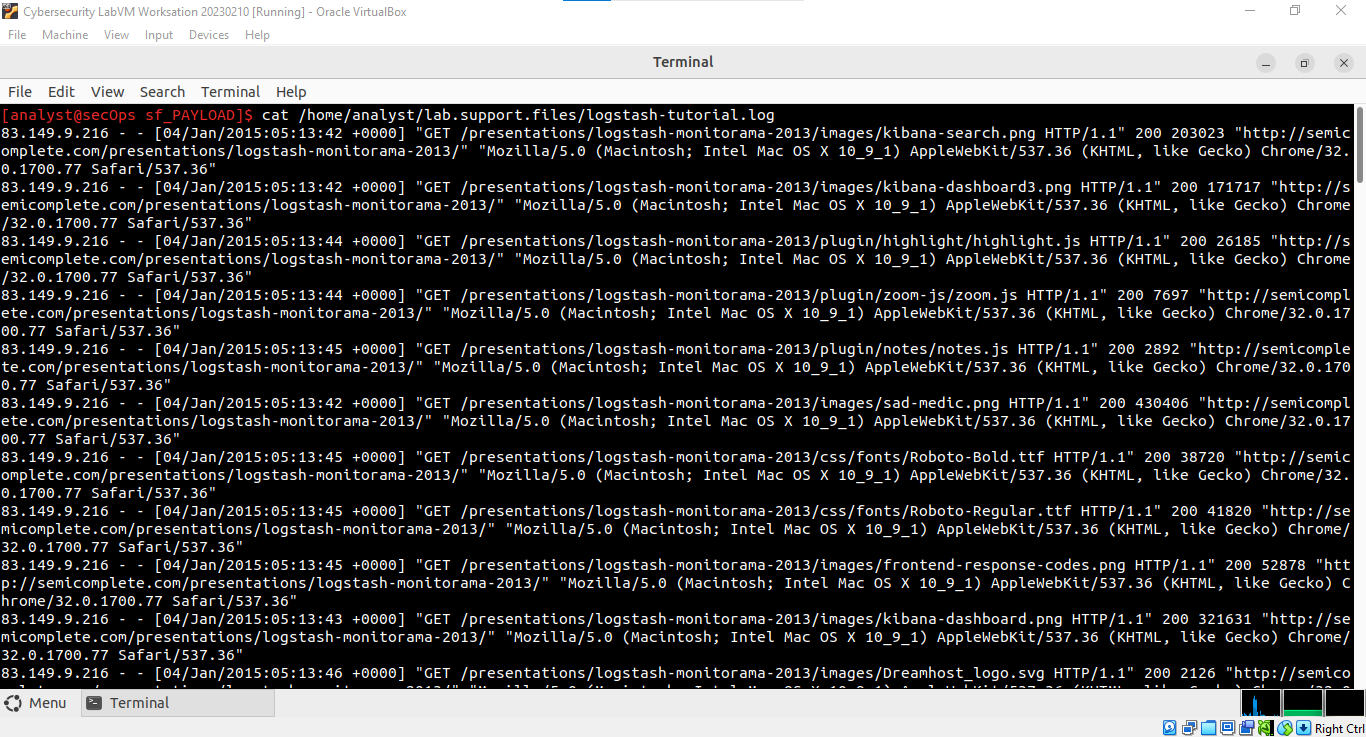 Cybersecurity LabVM Worksation 20230210 [Running] - Oracle VirtualBox
File Machine View Input Devices Help
Terminal
File Edit View Search Terminal Help
[analyst@secOps sf_PAYLOAD]$ cat /home/analyst/lab.support.files/logstash-tutorial.log
83.149.9.216 - - [04/Jan/2015:05:13:42 +0000] "GET /presentations/logstash-monitorama-2013/images/kibana-search.png HTTP/1.1" 200 203023 "http://semic
omplete.com/presentations/logstash-monitorama-2013/" "Mozilla/5.0 (Macintosh; Intel Mac OS X 10_9_1) AppleWebKit/537.36 (KHTML, like Gecko) Chrome/32.
0.1700.77 Safari/537.36"
83.149.9.216 - - [04/Jan/2015:05:13:42 +0000] "GET /presentations/logstash-monitorama-2013/images/kibana-dashboard3.png HTTP/1.1" 200 171717 "http://s
emicomplete.com/presentations/logstash-monitorama-2013/" "Mozilla/5.0 (Macintosh; Intel Mac OS X 10_9_1) AppleWebKit/537.36 (KHTML, like Gecko) Chrome
/32.0.1700.77 Safari/537.36"
83.149.9.216 - - [04/Jan/2015:05:13:44 +0000] "GET /presentations/logstash-monitorama-2013/plugin/highlight/highlight.js HTTP/1.1" 200 26185 "http://s
emicomplete.com/presentations/logstash-monitorama-2013/" "Mozilla/5.0 (Macintosh; Intel Mac OS X 10_9_1) AppleWebKit/537.36 (KHTML, like Gecko) Chrome
/32.0.1700.77 Safari/537.36"
83.149.9.216 - - [04/Jan/2015:05:13:44 +0000] "GET /presentations/logstash-monitorama-2013/plugin/zoom-js/zoom.js HTTP/1.1" 200 7697 "http://semicompl
ete.com/presentations/logstash-monitorama-2013/" "Mozilla/5.0 (Macintosh; Intel Mac OS X 10_9_1) AppleWebKit/537.36 (KHTML, like Gecko) Chrome/32.0.17
00.77 Safari/537.36"
83.149.9.216 - - [04/Jan/2015:05:13:45 +0000] "GET /presentations/logstash-monitorama-2013/plugin/notes/notes.js HTTP/1.1" 200 2892 "http://semicomple
te.com/presentations/logstash-monitorama-2013/" "Mozilla/5.0 (Macintosh; Intel Mac OS X 10_9_1) AppleWebKit/537.36 (KHTML, like Gecko) Chrome/32.0.170
0.77 Safari/537.36"
83.149.9.216 - - [04/Jan/2015:05:13:42 +0000] "GET /presentations/logstash-monitorama-2013/images/sad-medic.png HTTP/1.1" 200 430406 "http://semicompl
ete.com/presentations/logstash-monitorama-2013/" "Mozilla/5.0 (Macintosh; Intel Mac OS X 10_9_1) AppleWebKit/537.36 (KHTML, like Gecko) Chrome/32.0.17
00.77 Safari/537.36"
83.149.9.216 - - [04/Jan/2015:05:13:45 +0000] "GET /presentations/logstash-monitorama-2013/css/fonts/Roboto-Bold.ttf HTTP/1.1" 200 38720 "http://semic
omplete.com/presentations/logstash-monitorama-2013/" "Mozilla/5.0 (Macintosh; Intel Mac OS X 10_9_1) AppleWebKit/537.36 (KHTML, like Gecko) Chrome/32.
0.1700.77 Safari/537.36"
83.149.9.216 - - [04/Jan/2015:05:13:45 +0000] "GET /presentations/logstash-monitorama-2013/css/fonts/Roboto-Regular.ttf HTTP/1.1" 200 41820 "http://se
micomplete.com/presentations/logstash-monitorama-2013/" "Mozilla/5.0 (Macintosh; Intel Mac OS X 10_9_1) AppleWebKit/537.36 (KHTML, like Gecko) Chrome/
32.0.1700.77 Safari/537.36"
83.149.9.216 - - [04/Jan/2015:05:13:45 +0000] "GET /presentations/logstash-monitorama-2013/images/frontend-response-codes.png HTTP/1.1" 200 52878 "htt
p://semicomplete.com/presentations/logstash-monitorama-2013/" "Mozilla/5.0 (Macintosh; Intel Mac OS X 10_9_1) AppleWebKit/537.36 (KHTML, like Gecko) C
hrome/32.0.1700.77 Safari/537.36"
83.149.9.216 - - [04/Jan/2015:05:13:43 +0000] "GET /presentations/logstash-monitorama-2013/images/kibana-dashboard.png HTTP/1.1" 200 321631 "http://se
micomplete.com/presentations/logstash-monitorama-2013/" "Mozilla/5.0 (Macintosh; Intel Mac OS X 10_9_1) AppleWebKit/537.36 (KHTML, like Gecko) Chrome/
32.0.1700.77 Safari/537.36"
83.149.9.216 - - [04/Jan/2015:05:13:46 +0000] "GET /presentations/logstash-monitorama-2013/images/Dreamhost_logo.svg HTTP/1.1" 200 2126 "http://semico
Menu Terminal
Right Ctrl